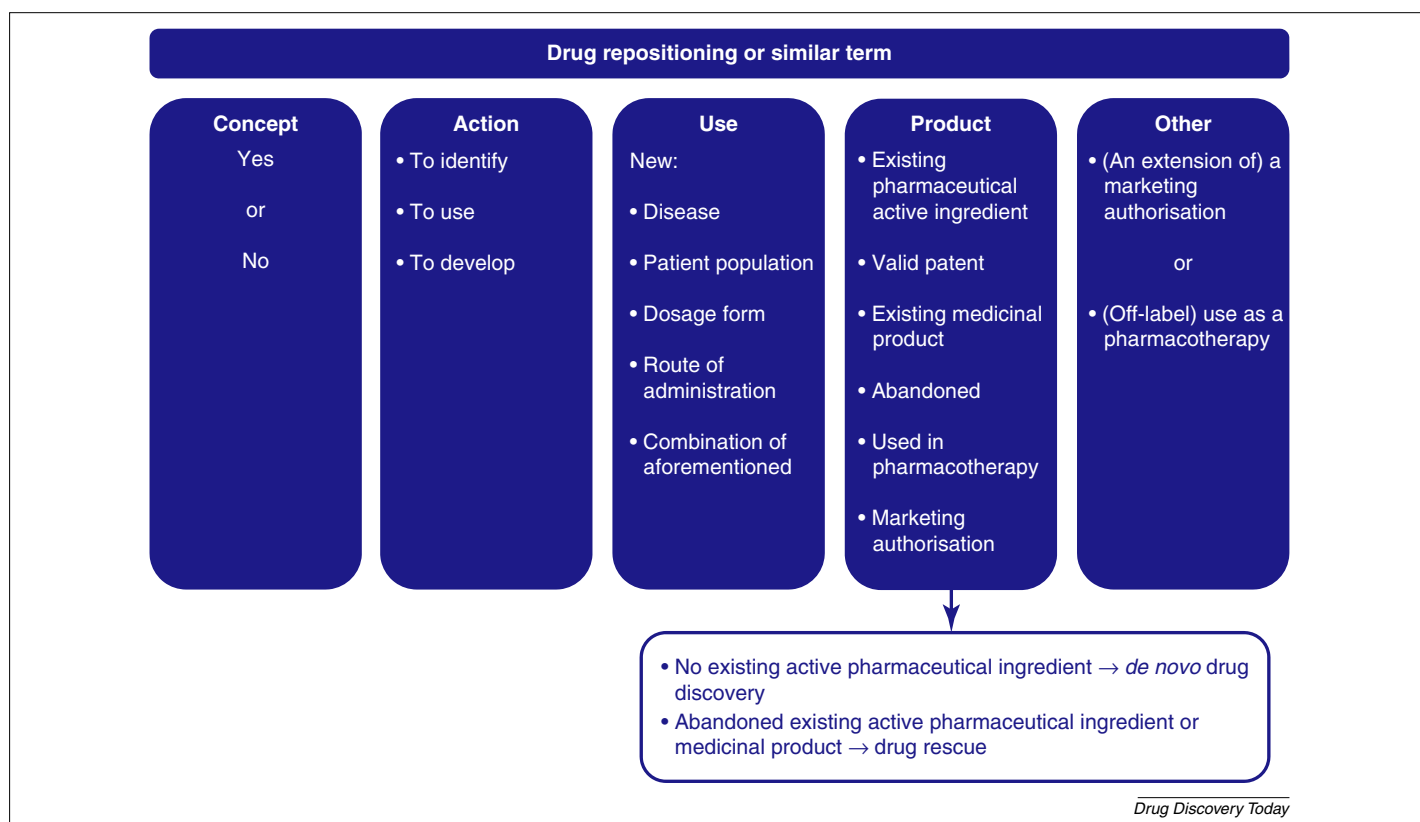 Drug repositioning or similar term
Concept
Yes
or
No
Action
• To identify
• To use
• To develop
Use
New:
• Disease
• Patient population
• Dosage form
• Route of
administration
• Combination of
aforementioned
Product
• Existing
pharmaceutical
active ingredient
• Valid patent
• Existing medicinal
product
• Abandoned
• Used in
pharmacotherapy
• Marketing
authorisation
Other
• (An extension of) a
marketing
authorisation
or
• (Off-label) use as a
pharmacotherapy
• No existing active pharmaceutical ingredient → de novo drug
discovery
• Abandoned existing active pharmaceutical ingredient or
medicinal product → drug rescue
Drug Discovery Today